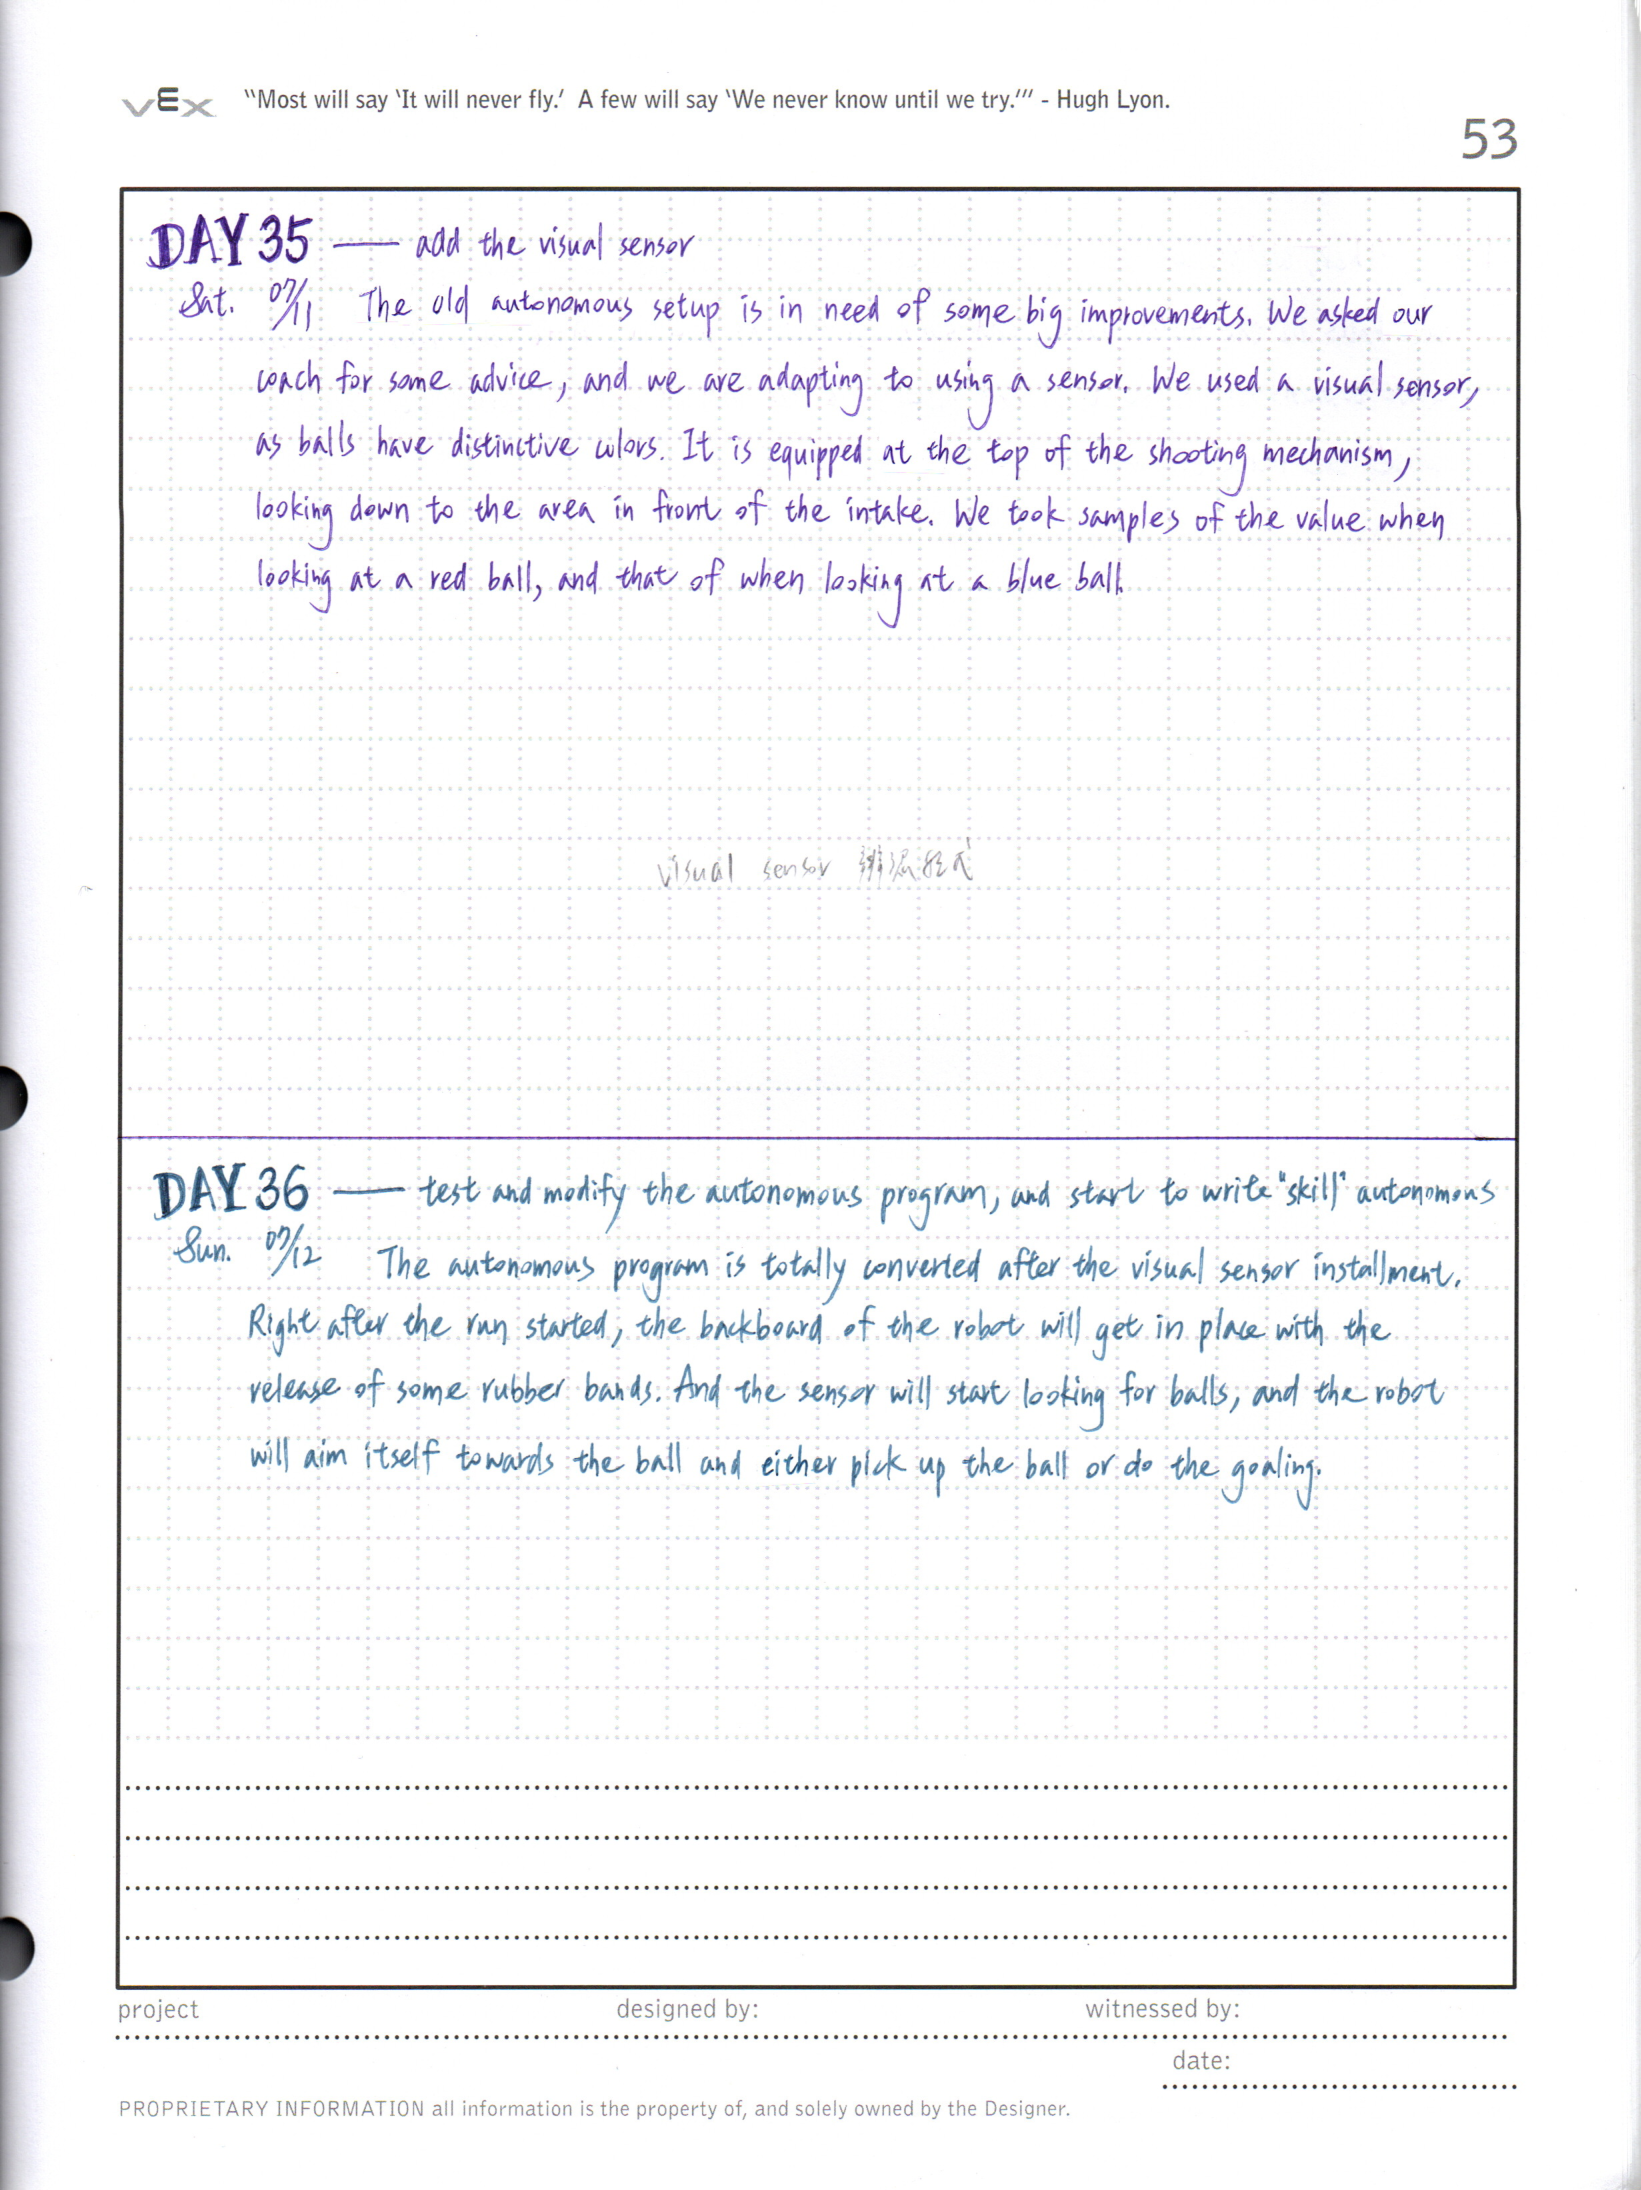 vEx "Most will say 'It will never fly.' A few will say 'We never know until we try.'" - Hugh Lyon.
53
DAY 35 — add the visual sensor
Sat. 07/11 The old autonomous setup is in need of some big improvements. We asked our
coach for some advice, and we are adapting to using a sensor. We used a visual sensor,
as balls have distinctive colors. It is equipped at the top of the shooting mechanism,
looking down to the area in front of the intake. We took samples of the value when
looking at a red ball, and that of when looking at a blue ball.
visual sensor 辨認程式
DAY 36 — test and modify the autonomous program, and start to write "skill" autonomous
Sun. 07/12 The autonomous program is totally converted after the visual sensor installment.
Right after the run started, the backboard of the robot will get in place with the
release of some rubber bands. And the sensor will start looking for balls, and the robot
will aim itself towards the ball and either pick up the ball or do the goaling.
project designed by: witnessed by:
date:
PROPRIETARY INFORMATION all information is the property of, and solely owned by the Designer.